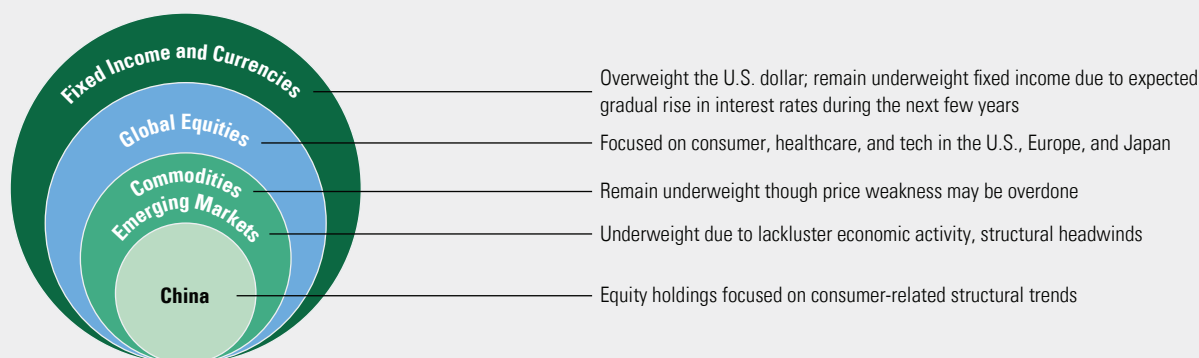 Fixed Income and Currencies
Overweight the U.S. dollar; remain underweight fixed income due to expected
gradual rise in interest rates during the next few years
Global Equities
Focused on consumer, healthcare, and tech in the U.S., Europe, and Japan
Commodities
Remain underweight though price weakness may be overdone
Emerging Markets
Underweight due to lackluster economic activity, structural headwinds
China
Equity holdings focused on consumer-related structural trends